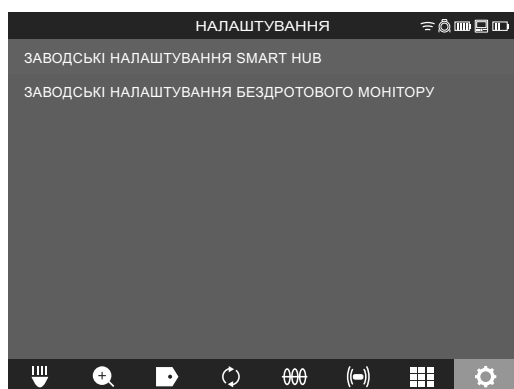 НАЛАШТУВАННЯ
ЗАВОДСЬКІ НАЛАШТУВАННЯ SMART HUB
ЗАВОДСЬКІ НАЛАШТУВАННЯ БЕЗДРОТОВОГО МОНІТОРУ